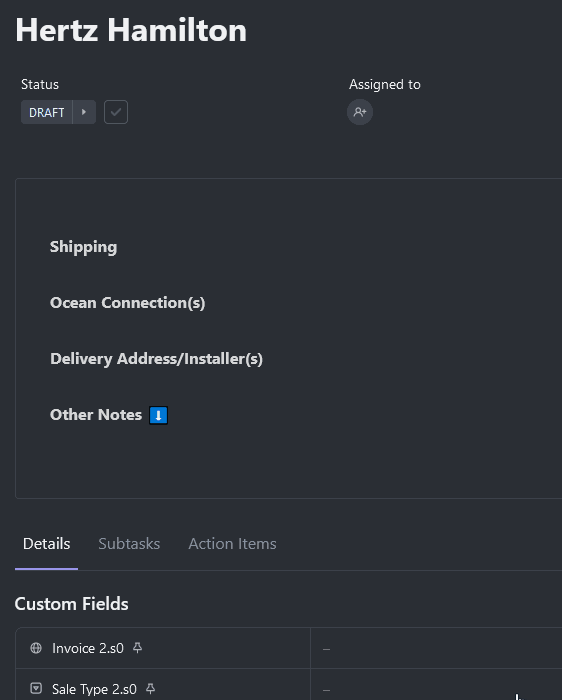 Hertz Hamilton
Status
Assigned to
DRAFT
Shipping
Ocean Connection(s)
Delivery Address/Installer(s)
Other Notes ⬇️
Details Subtasks Action Items
Custom Fields
Invoice 2.s0 –
Sale Type 2.s0 –